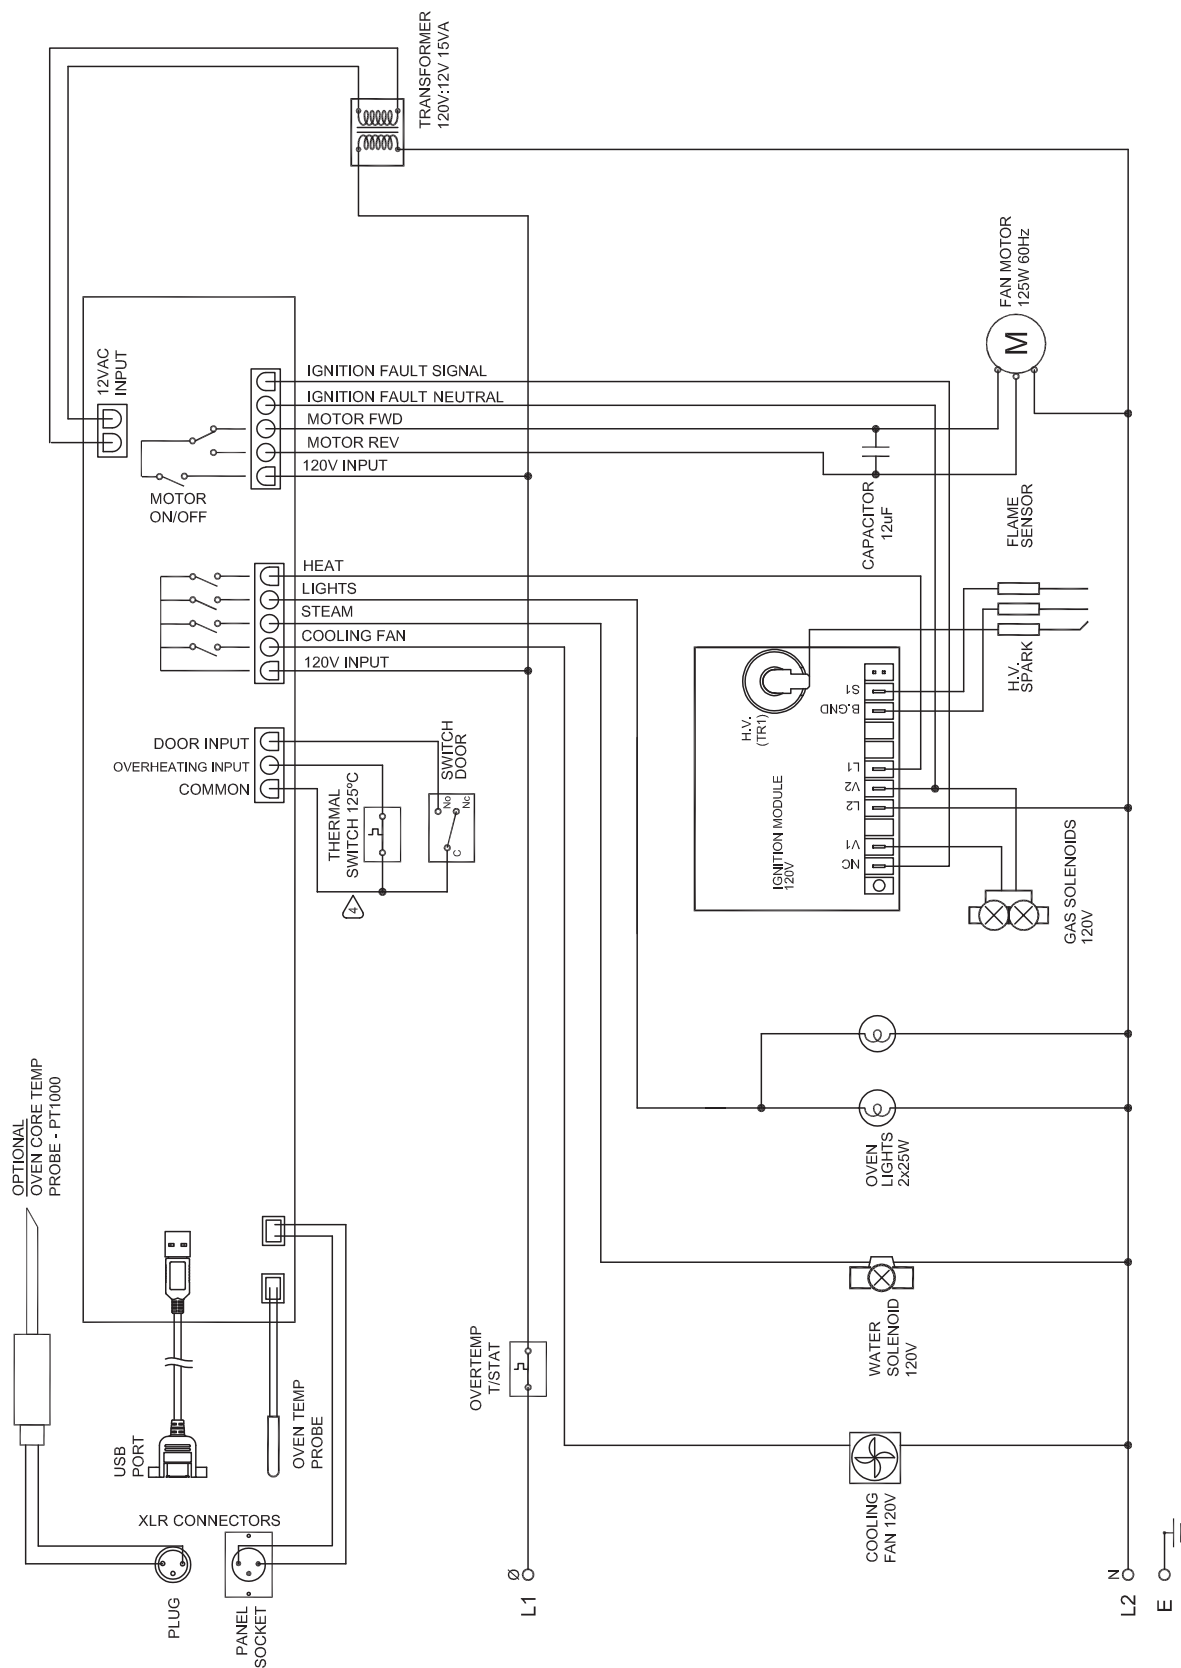 TRANSFORMER
120V:12V 15VA
12VAC
INPUT
IGNITION FAULT SIGNAL
IGNITION FAULT NEUTRAL
MOTOR FWD
MOTOR REV
120V INPUT
MOTOR
ON/OFF
FAN MOTOR
125W 60Hz
M
CAPACITOR
12uF
FLAME
SENSOR
HEAT
LIGHTS
STEAM
COOLING FAN
120V INPUT
H.V.
SPARK
DOOR INPUT
OVERHEATING INPUT
COMMON
SWITCH
DOOR
No
Nc
C
THERMAL
SWITCH 125ºC
4
H.V.
(TR1)
IGNITION MODULE
120V
S1
B.GND
L1
V2
L2
V1
NC
GAS SOLENOIDS
120V
OPTIONAL
OVEN CORE TEMP
PROBE - PT1000
OVEN
LIGHTS
2x25W
WATER
SOLENOID
120V
OVERTEMP
T/STAT
USB
PORT
OVEN TEMP
PROBE
XLR CONNECTORS
PLUG
PANEL
SOCKET
COOLING
FAN 120V
Ø
L1
N
L2
E